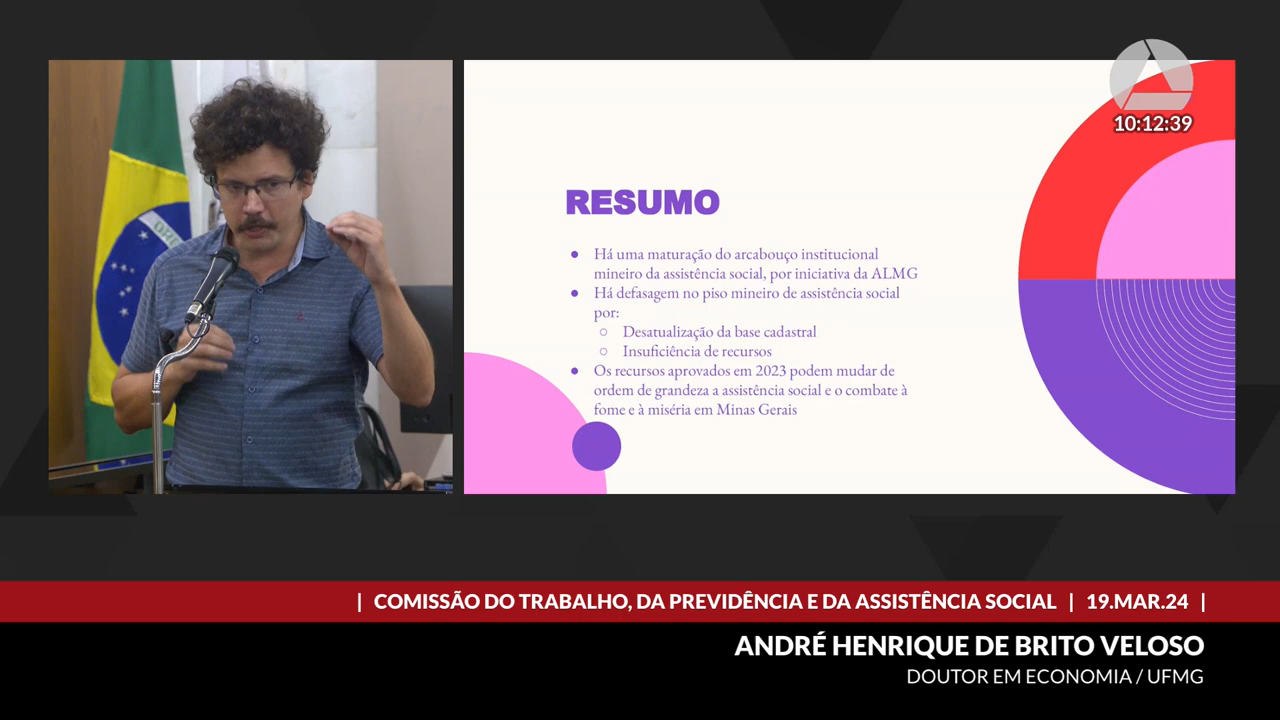 10:12:39
RESUMO
● Há uma maturação do arcabouço institucional
mineiro da assistência social, por iniciativa da ALMG
● Há defasagem no piso mineiro de assistência social
por:
○ Desatualização da base cadastral
○ Insuficiência de recursos
● Os recursos aprovados em 2023 podem mudar de
ordem de grandeza a assistência social e o combate à
fome e à miséria em Minas Gerais
| COMISSÃO DO TRABALHO, DA PREVIDÊNCIA E DA ASSISTÊNCIA SOCIAL | 19.MAR.24 |
ANDRÉ HENRIQUE DE BRITO VELOSO
DOUTOR EM ECONOMIA / UFMG